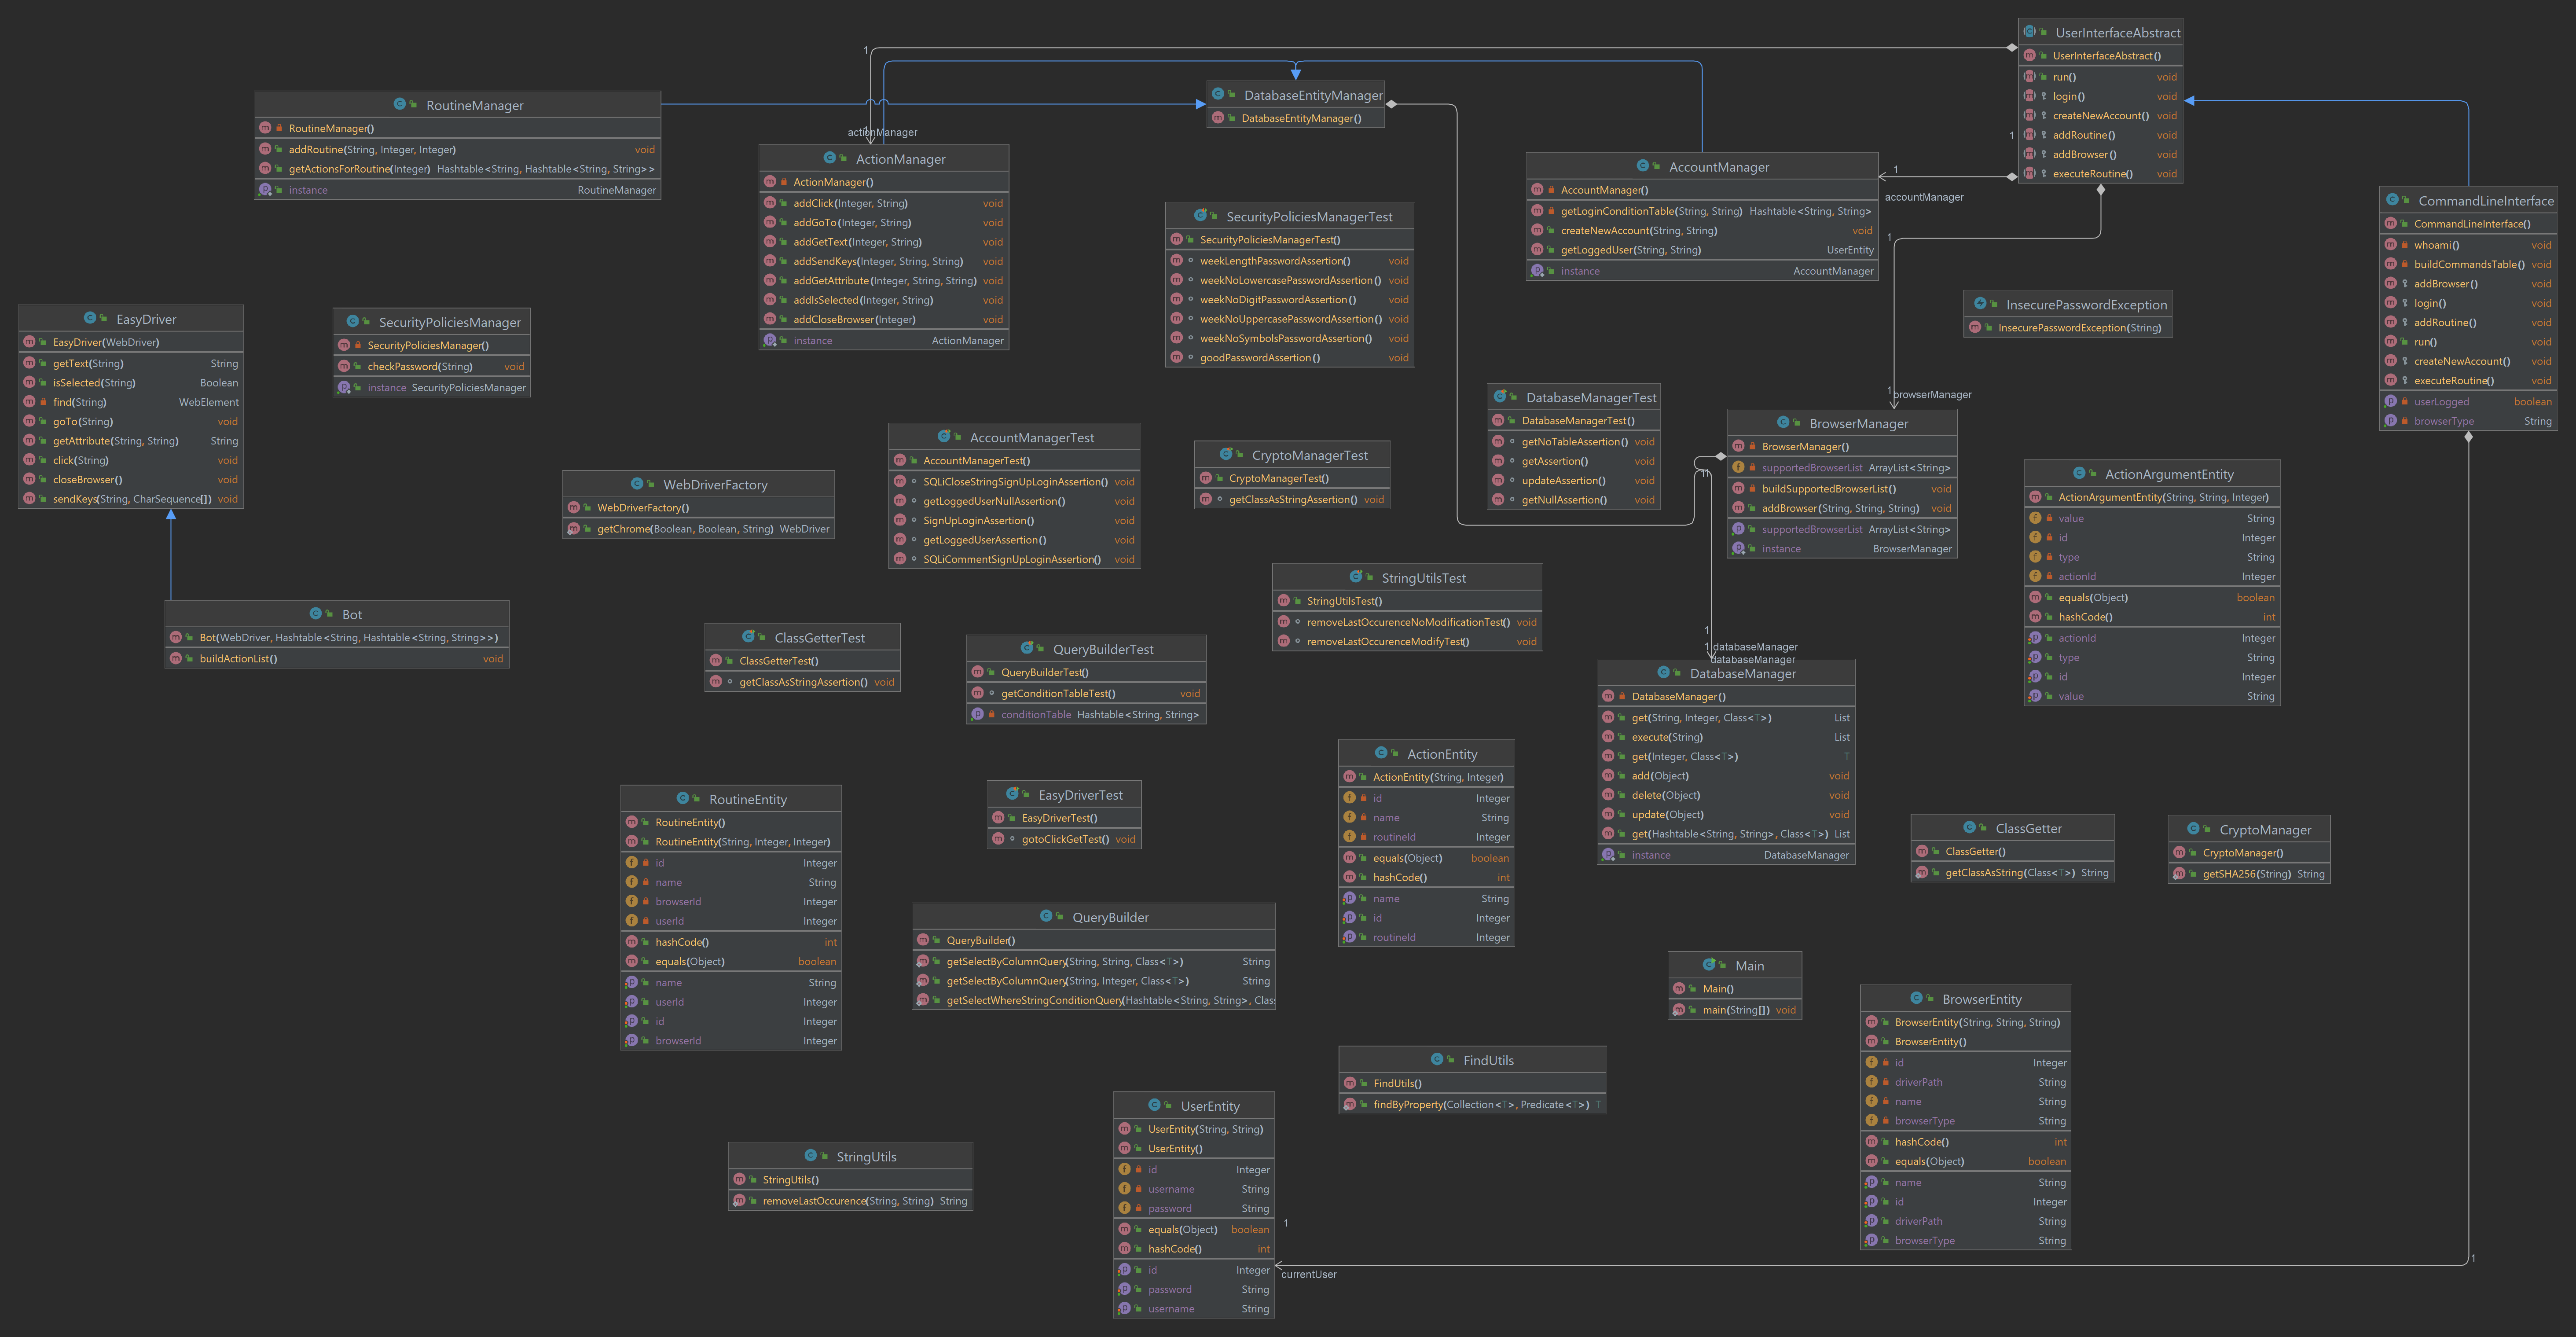 UserInterfaceAbstract
UserInterfaceAbstract()
run() void
login() void
createNewAccount() void
addRoutine() void
addBrowser() void
executeRoutine() void
1
1
1
accountManager
1
1
browserManager
1
1
actionManager
RoutineManager
RoutineManager()
addRoutine(String, Integer, Integer) void
getActionsForRoutine(Integer) Hashtable<String, Hashtable<String, String>>
instance RoutineManager
DatabaseEntityManager
DatabaseEntityManager()
ActionManager
ActionManager()
addClick(Integer, String) void
addGoTo(Integer, String) void
addGetText(Integer, String) void
addSendKeys(Integer, String, String) void
addGetAttribute(Integer, String, String) void
addIsSelected(Integer, String) void
addCloseBrowser(Integer) void
instance ActionManager
AccountManager
AccountManager()
getLoginConditionTable(String, String) Hashtable<String, String>
createNewAccount(String, String) void
getLoggedUser(String, String) UserEntity
instance AccountManager
CommandLineInterface
CommandLineInterface()
whoami() void
buildCommandsTable() void
addBrowser() void
login() void
addRoutine() void
run() void
createNewAccount() void
executeRoutine() void
userLogged boolean
browserType String
SecurityPoliciesManagerTest
SecurityPoliciesManagerTest()
weekLengthPasswordAssertion() void
weekNoLowercasePasswordAssertion() void
weekNoDigitPasswordAssertion() void
weekNoUppercasePasswordAssertion() void
weekNoSymbolsPasswordAssertion() void
goodPasswordAssertion() void
InsecurePasswordException
InsecurePasswordException(String)
EasyDriver
EasyDriver(WebDriver)
getText(String) String
isSelected(String) Boolean
find(String) WebElement
goTo(String) void
getAttribute(String, String) String
click(String) void
closeBrowser() void
sendKeys(String, CharSequence[]) void
SecurityPoliciesManager
SecurityPoliciesManager()
checkPassword(String) void
instance SecurityPoliciesManager
DatabaseManagerTest
DatabaseManagerTest()
getNoTableAssertion() void
getAssertion() void
updateAssertion() void
getNullAssertion() void
BrowserManager
BrowserManager()
supportedBrowserList ArrayList<String>
buildSupportedBrowserList() void
addBrowser(String, String, String) void
supportedBrowserList ArrayList<String>
instance BrowserManager
AccountManagerTest
AccountManagerTest()
SQLiCloseStringSignUpLoginAssertion() void
getLoggedUserNullAssertion() void
SignUpLoginAssertion() void
getLoggedUserAssertion() void
SQLiCommentSignUpLoginAssertion() void
CryptoManagerTest
CryptoManagerTest()
getClassAsStringAssertion() void
WebDriverFactory
WebDriverFactory()
getChrome(Boolean, Boolean, String) WebDriver
ActionArgumentEntity
ActionArgumentEntity(String, String, Integer)
value String
id Integer
type String
actionId Integer
equals(Object) boolean
hashCode() int
actionId Integer
type String
id Integer
value String
StringUtilsTest
StringUtilsTest()
removeLastOccurenceNoModificationTest() void
removeLastOccurenceModifyTest() void
Bot
Bot(WebDriver, Hashtable<String, Hashtable<String, String>>)
buildActionList() void
ClassGetterTest
ClassGetterTest()
getClassAsStringAssertion() void
QueryBuilderTest
QueryBuilderTest()
getConditionTableTest() void
conditionTable Hashtable<String, String>
1
1 databaseManager
databaseManager
DatabaseManager
DatabaseManager()
get(String, Integer, Class<T>) List
execute(String) List
get(Integer, Class<T>) T
add(Object) void
delete(Object) void
update(Object) void
get(Hashtable<String, String>, Class<T>) List
instance DatabaseManager
ActionEntity
ActionEntity(String, Integer)
id Integer
name String
routineId Integer
equals(Object) boolean
hashCode() int
name String
id Integer
routineId Integer
EasyDriverTest
EasyDriverTest()
gotoClickGetTest() void
RoutineEntity
RoutineEntity()
RoutineEntity(String, Integer, Integer)
id Integer
name String
browserId Integer
userId Integer
hashCode() int
equals(Object) boolean
name String
userId Integer
id Integer
browserId Integer
ClassGetter
ClassGetter()
getClassAsString(Class<T>) String
CryptoManager
CryptoManager()
getSHA256(String) String
QueryBuilder
QueryBuilder()
getSelectByColumnQuery(String, String, Class<T>) String
getSelectByColumnQuery(String, Integer, Class<T>) String
getSelectWhereStringConditionQuery(Hashtable<String, String>, Clas
Main
Main()
main(String[]) void
BrowserEntity
BrowserEntity(String, String, String)
BrowserEntity()
id Integer
driverPath String
name String
browserType String
hashCode() int
equals(Object) boolean
name String
id Integer
driverPath String
browserType String
FindUtils
FindUtils()
findByProperty(Collection<T>, Predicate<T>) T
UserEntity
UserEntity(String, String)
UserEntity()
id Integer
username String
password String
equals(Object) boolean
hashCode() int
id Integer
password String
username String
StringUtils
StringUtils()
removeLastOccurence(String, String) String
1
currentUser
1